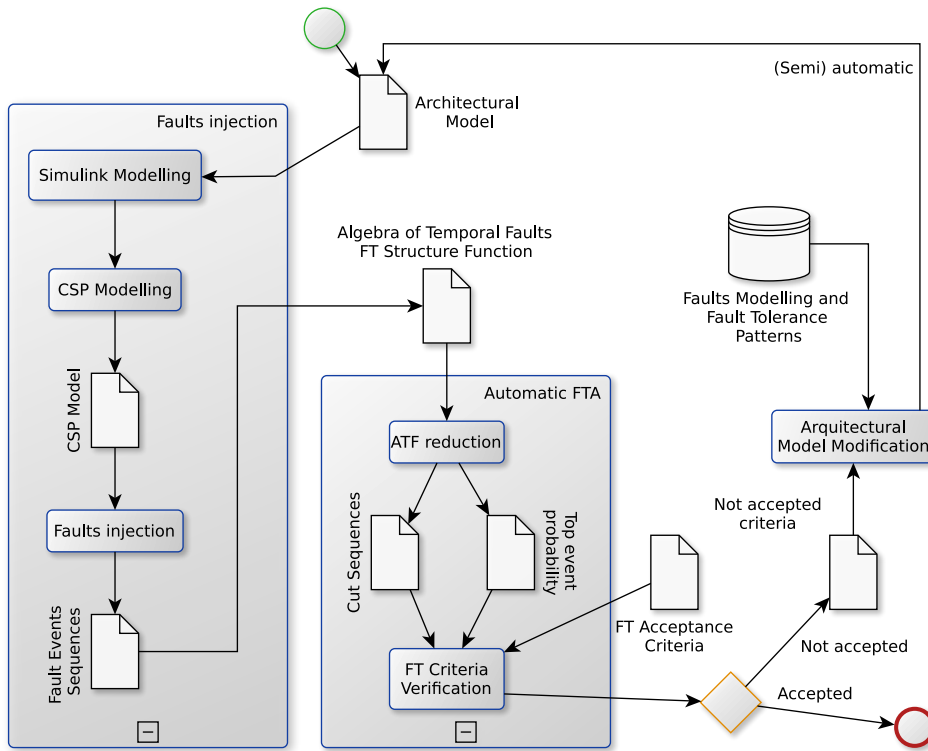 (Semi) automatic
Architectural
Model
Faults injection
Simulink Modelling
CSP Modelling
CSP Model
Faults injection
Fault Events
Sequences
Algebra of Temporal Faults
FT Structure Function
Automatic FTA
ATF reduction
Cut Sequences
Top event
probability
FT Criteria
Verification
FT Acceptance
Criteria
Faults Modelling and
Fault Tolerance
Patterns
Arquitectural
Model Modification
Not accepted
criteria
Not accepted
Accepted